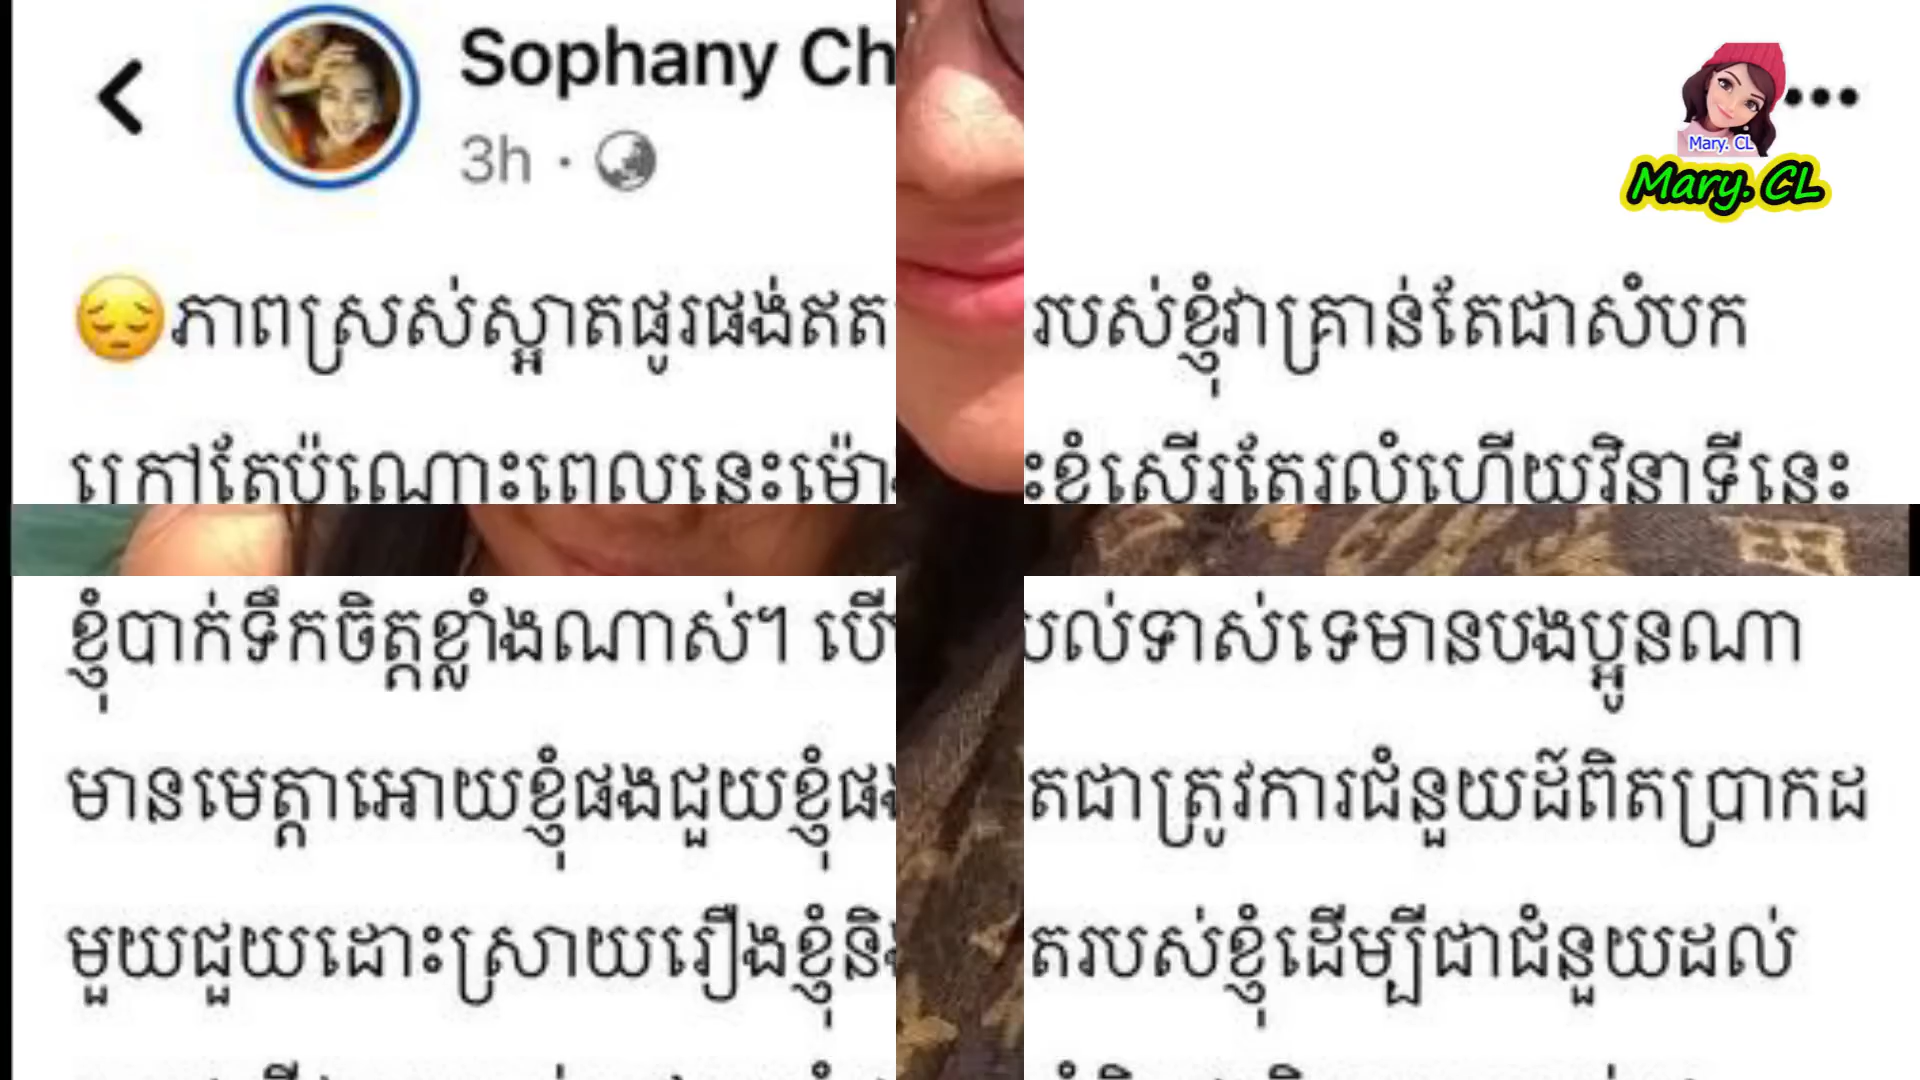 Sophany Ch
3h
Mary. CL
Mary. CL
ភាពស្រស់ស្អាតផូរផង់ឥត របស់ខ្ញុំវាគ្រាន់តែជាសំបក
ក្រៅតែប៉ុណ្ណោះពេលនេះម៉ោ ះខ្ញុំស្ទើរតែរលំហើយវិនាទីនេះ
ខ្ញុំបាក់ទឹកចិត្តខ្លាំងណាស់ៗ បើ យល់ទាស់ទេមានបងប្អូនណា
មានមេត្តាអោយខ្ញុំផងជួយខ្ញុំផង តជាត្រូវការជំនួយដ៏ពិតប្រាកដ
មួយជួយដោះស្រាយរឿងខ្ញុំនិង តរបស់ខ្ញុំដើម្បីជាជំនួយដល់